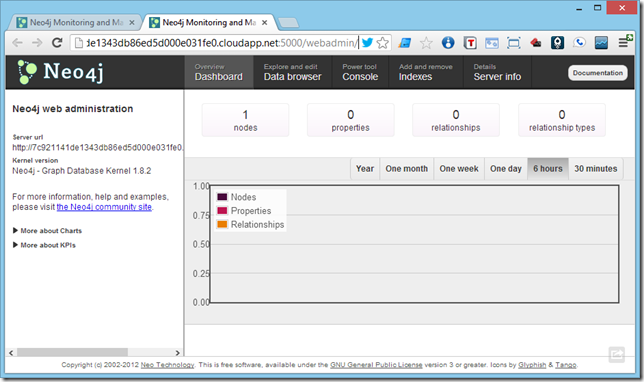 Neo4j Monitoring and Ma
Neo4j Monitoring and Ma
de1343db86ed5d000e031fe0.cloudapp.net:5000/webadmin/
Neo4j
Overview
Dashboard
Explore and edit
Data browser
Power tool
Console
Add and remove
Indexes
Details
Server info
Documentation
Neo4j web administration
Server url
http://7c921141de1343db86ed5d000e031fe0.
Kernel version
Neo4j - Graph Database Kernel 1.8.2
For more information, help and examples,
please visit the Neo4j community site.
More about Charts
More about KPIs
1
nodes
0
properties
0
relationships
0
relationship types
Year
One month
One week
One day
6 hours
30 minutes
1.00
0.75
0.50
0.25
0.00
Nodes
Properties
Relationships
Copyright (c) 2002-2012 Neo Technology. This is free software, available under the GNU General Public License version 3 or greater. Icons by Glyphish & Tango.